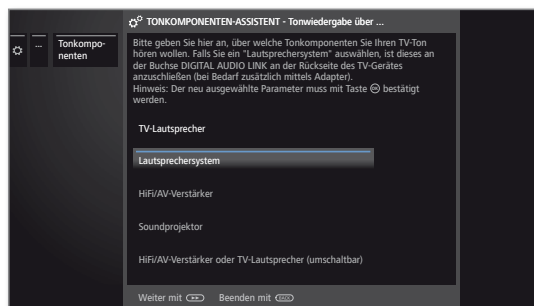 TONKOMPONENTEN-ASSISTENT - Tonwiedergabe über ...
...
Tonkompo-
nenten
Bitte geben Sie hier an, über welche Tonkomponenten Sie Ihren TV-Ton
hören wollen. Falls Sie ein "Lautsprechersystem" auswählen, ist dieses an
der Buchse DIGITAL AUDIO LINK an der Rückseite des TV-Gerätes
anzuschließen (bei Bedarf zusätzlich mittels Adapter).
Hinweis: Der neu ausgewählte Parameter muss mit Taste OK bestätigt
werden.
TV-Lautsprecher
Lautsprechersystem
HiFi/AV-Verstärker
Soundprojektor
HiFi/AV-Verstärker oder TV-Lautsprecher (umschaltbar)
Weiter mit Beenden mit BACK